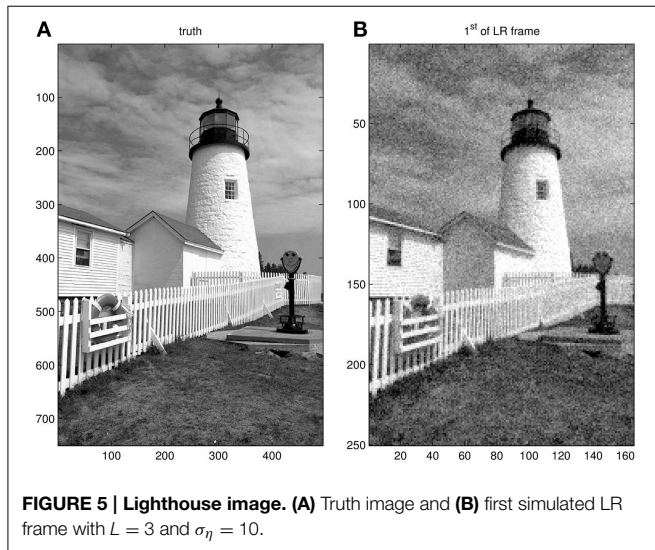 A
truth
100
200
300
400
500
600
700
100 200 300 400
B
1st of LR frame
50
100
150
200
250
20 40 60 80 100 120 140 160
FIGURE 5 | Lighthouse image. (A) Truth image and (B) first simulated LR
frame with L = 3 and ση = 10.